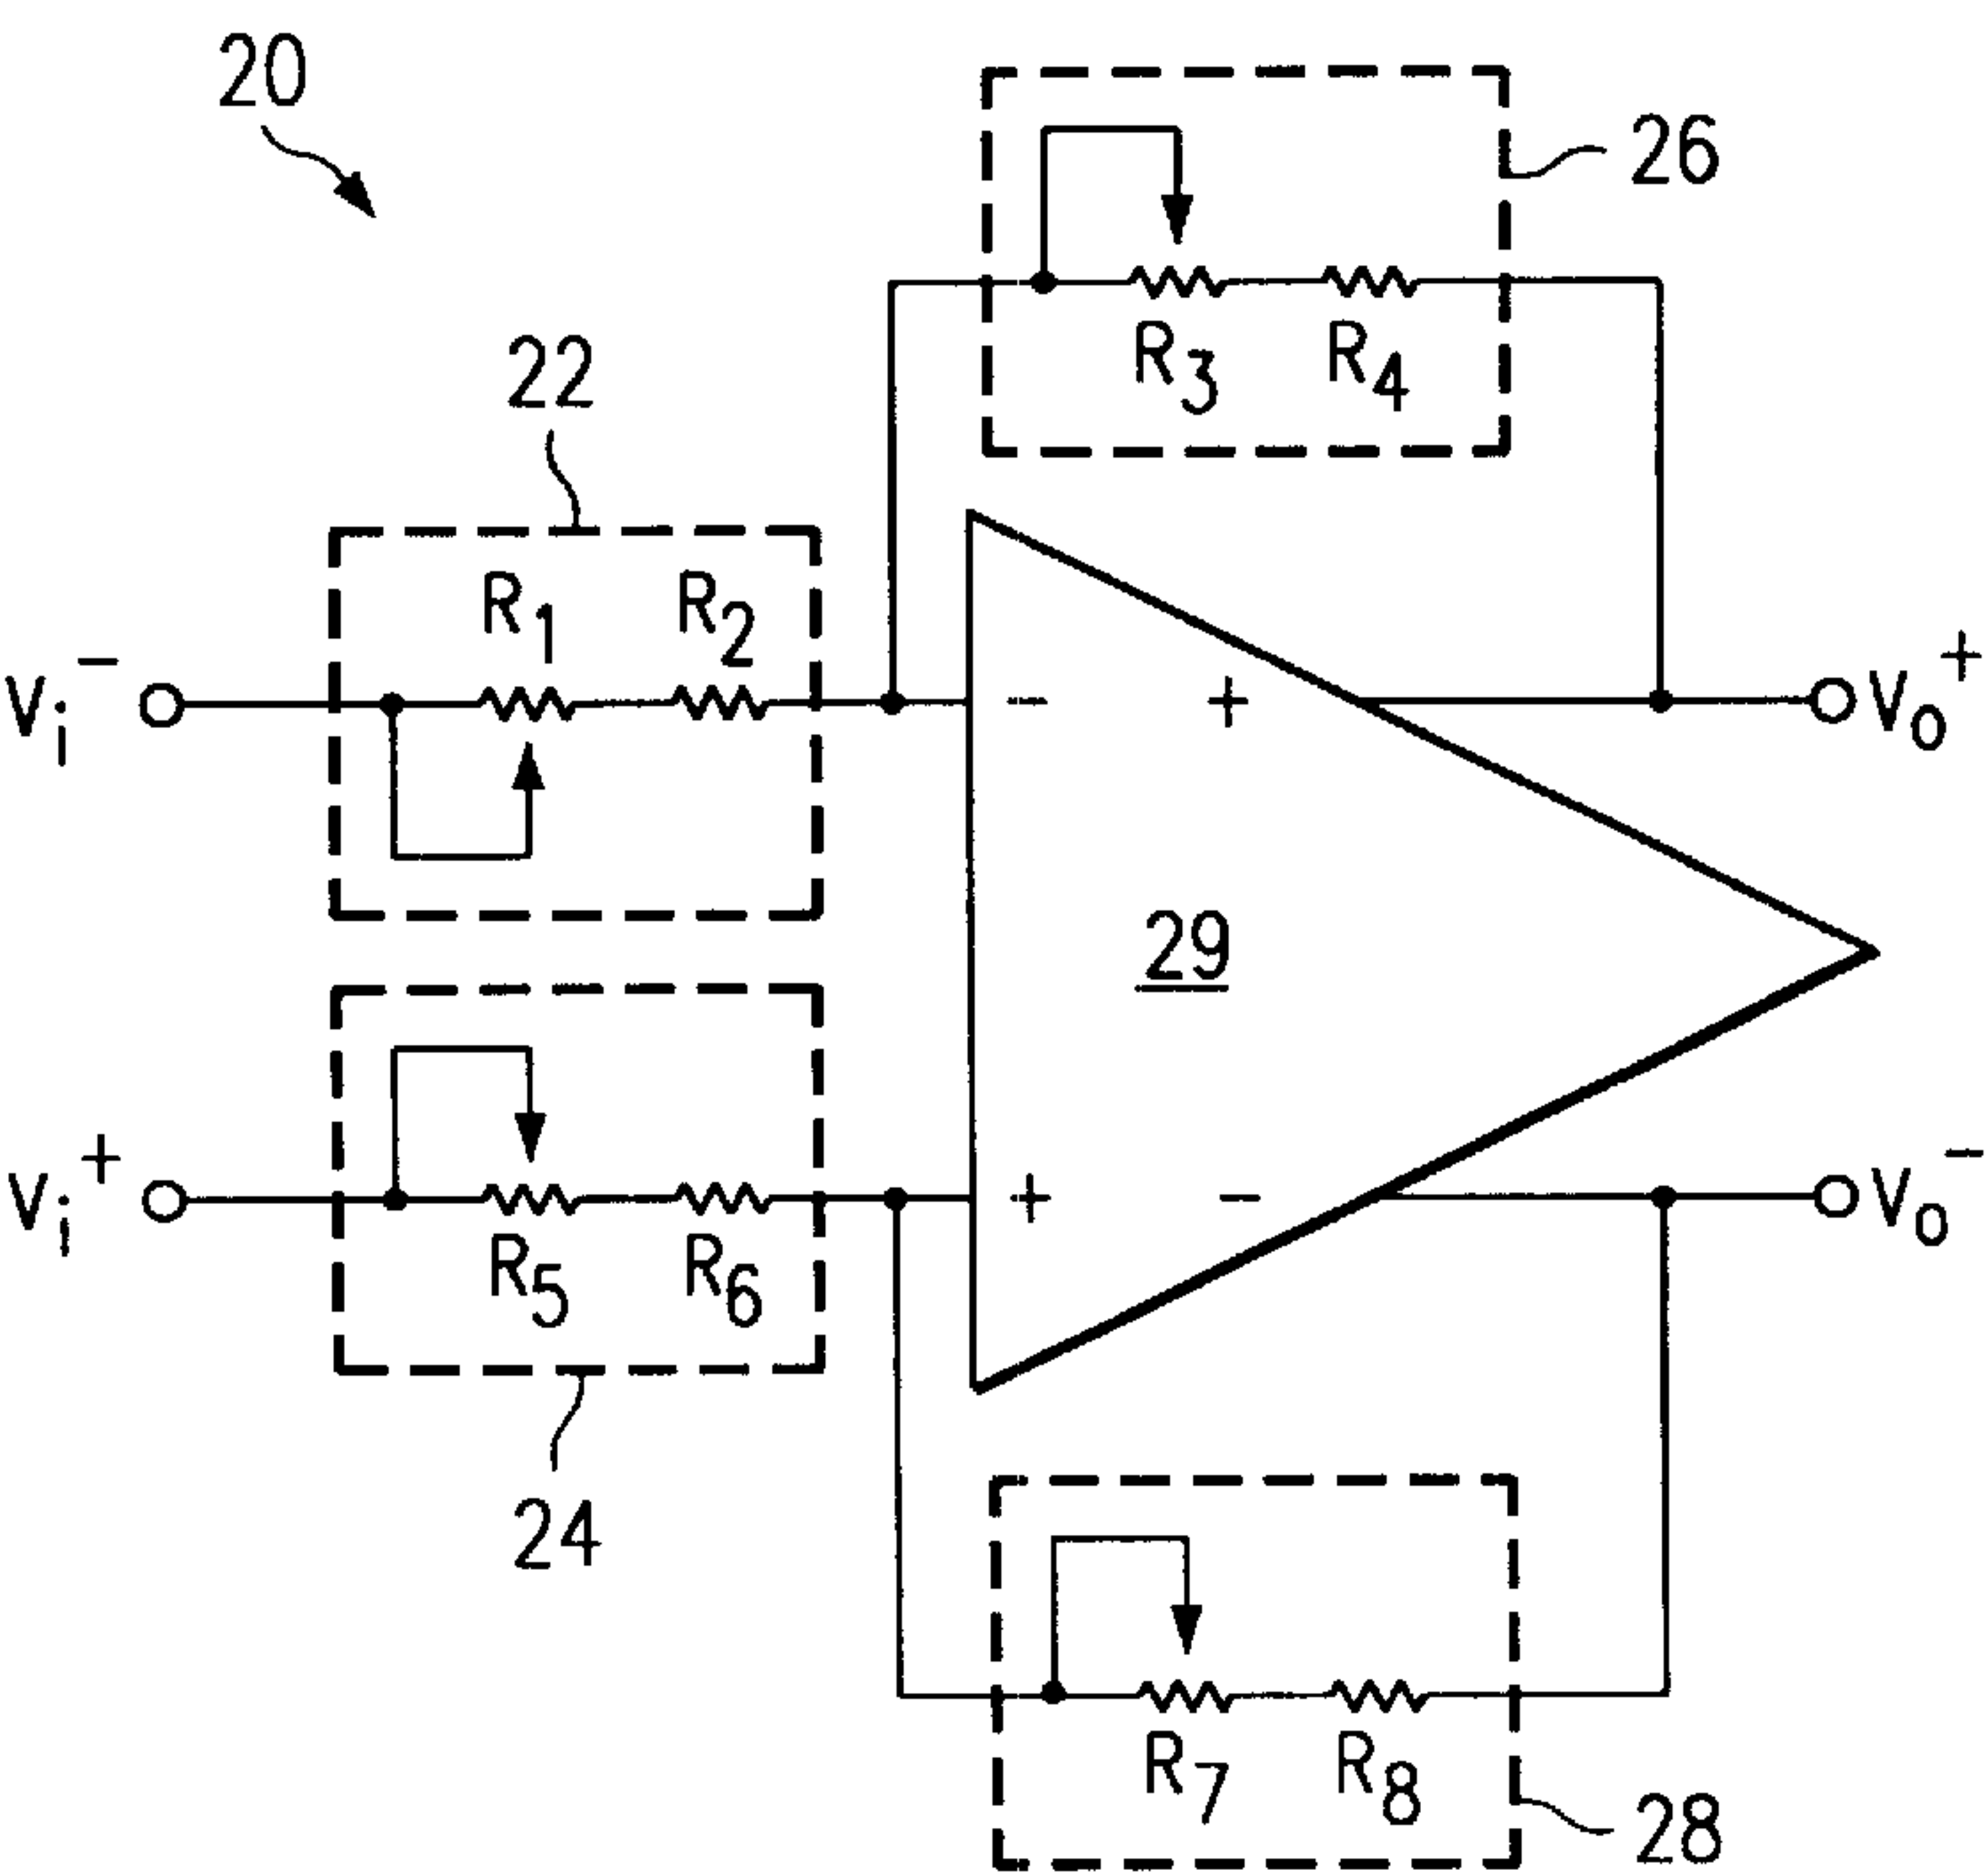 20
26
R3 R4
22
R1 R2
Vi- - + Vo+
29
Vi+ + - Vo-
R5 R6
24
R7 R8
28